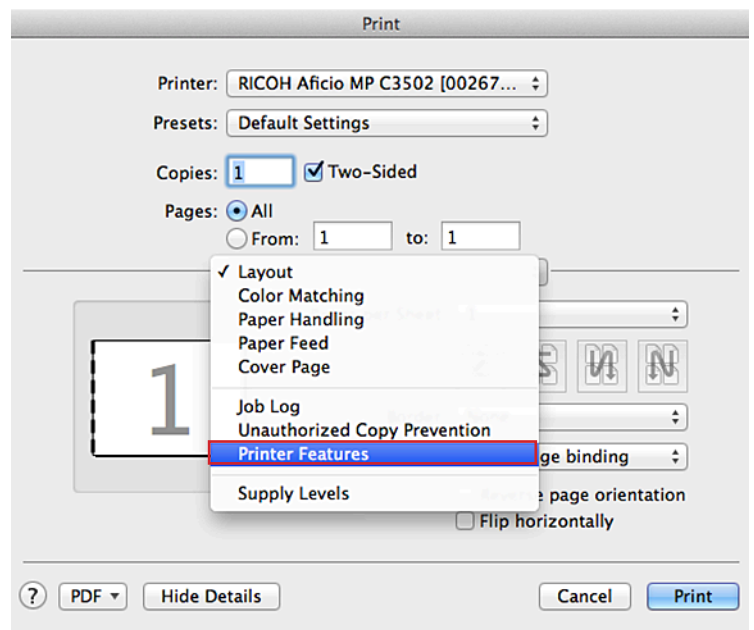 Print
Printer: RICOH Aficio MP C3502 [00267...
Presets: Default Settings
Copies: 1 Two-Sided
Pages: All
From: 1 to: 1
✓ Layout
Color Matching
Paper Handling
Paper Feed
Cover Page
Job Log
Unauthorized Copy Prevention
Printer Features
Supply Levels
1
ge binding
page orientation
Flip horizontally
? PDF Hide Details Cancel Print